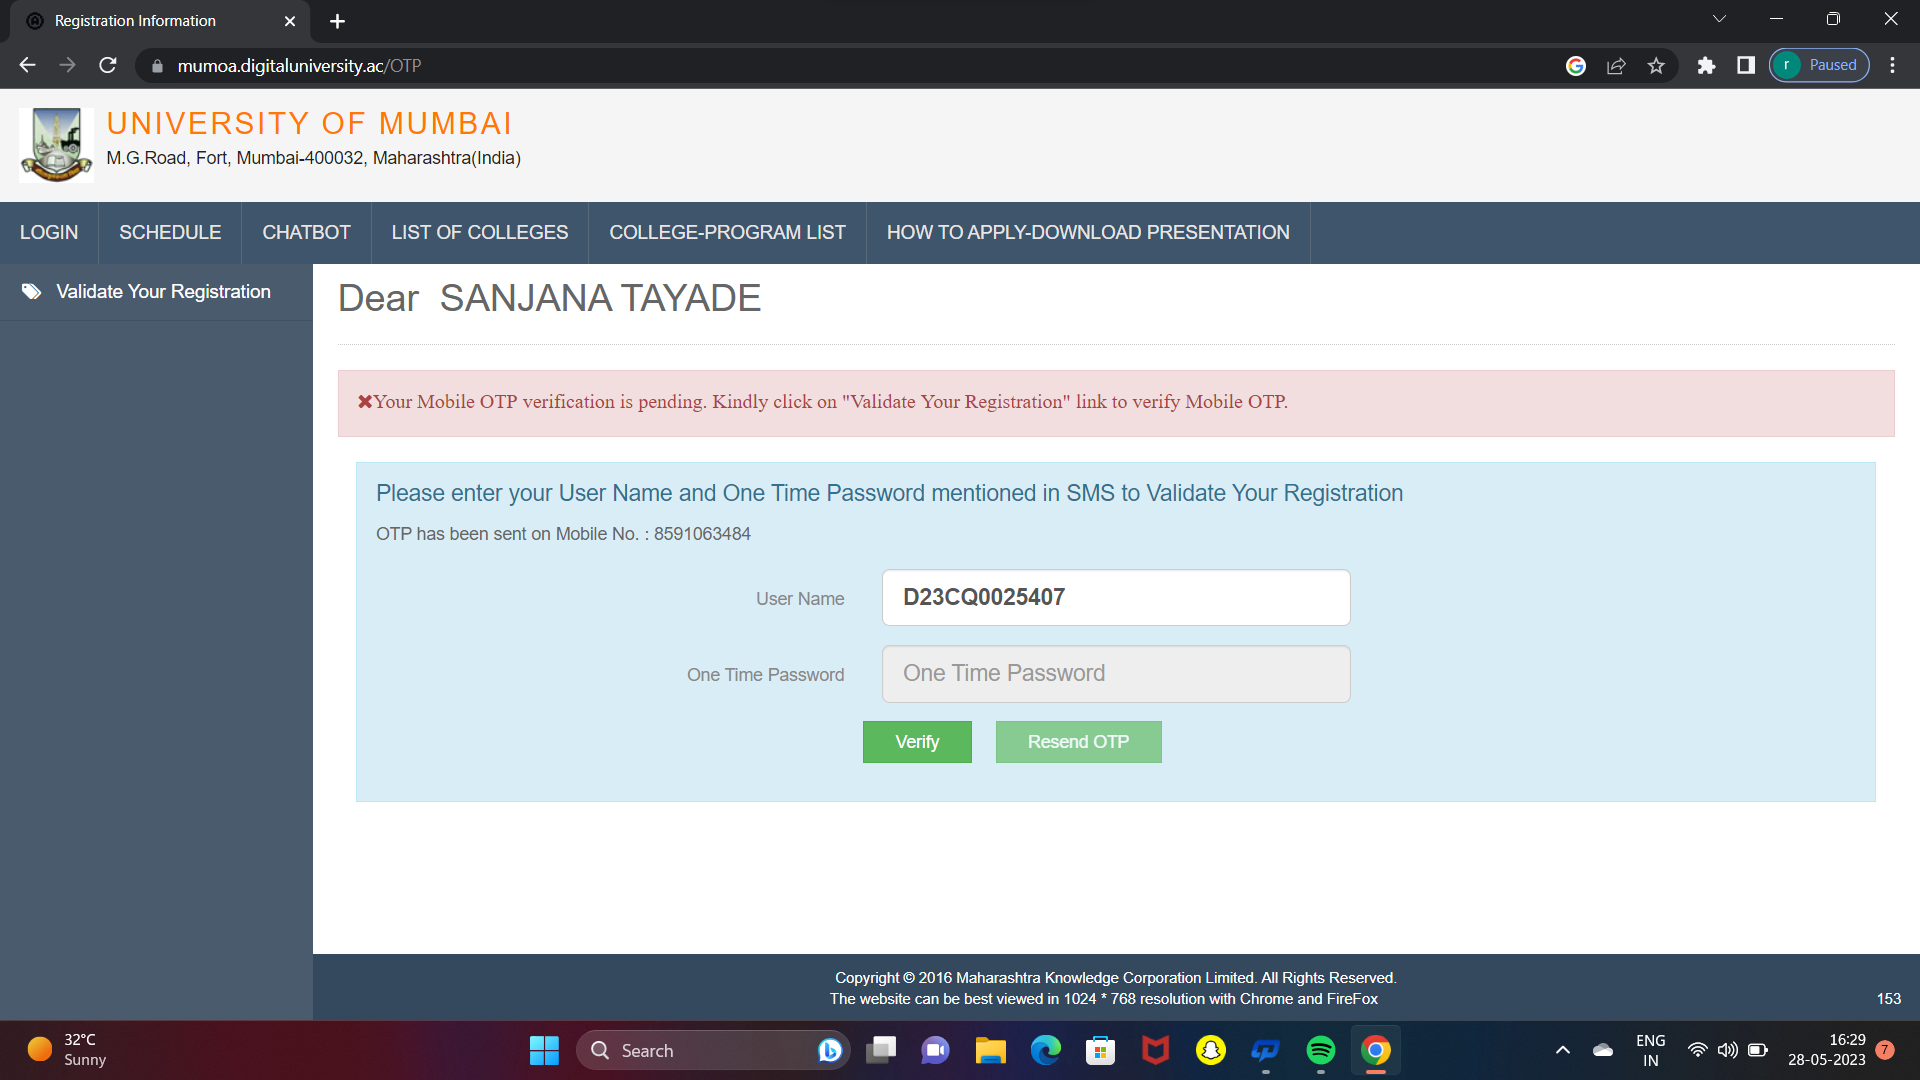 Registration Information
mumoa.digitaluniversity.ac/OTP
r Paused
UNIVERSITY OF MUMBAI
M.G.Road, Fort, Mumbai-400032, Maharashtra(India)
LOGIN SCHEDULE CHATBOT LIST OF COLLEGES COLLEGE-PROGRAM LIST HOW TO APPLY-DOWNLOAD PRESENTATION
Validate Your Registration
Dear SANJANA TAYADE
Your Mobile OTP verification is pending. Kindly click on "Validate Your Registration" link to verify Mobile OTP.
Please enter your User Name and One Time Password mentioned in SMS to Validate Your Registration
OTP has been sent on Mobile No. : 8591063484
User Name D23CQ0025407
One Time Password One Time Password
Verify Resend OTP
Copyright © 2016 Maharashtra Knowledge Corporation Limited. All Rights Reserved.
The website can be best viewed in 1024 * 768 resolution with Chrome and FireFox
153
32°C
Sunny
Search
ENG
IN
16:29
28-05-2023
7